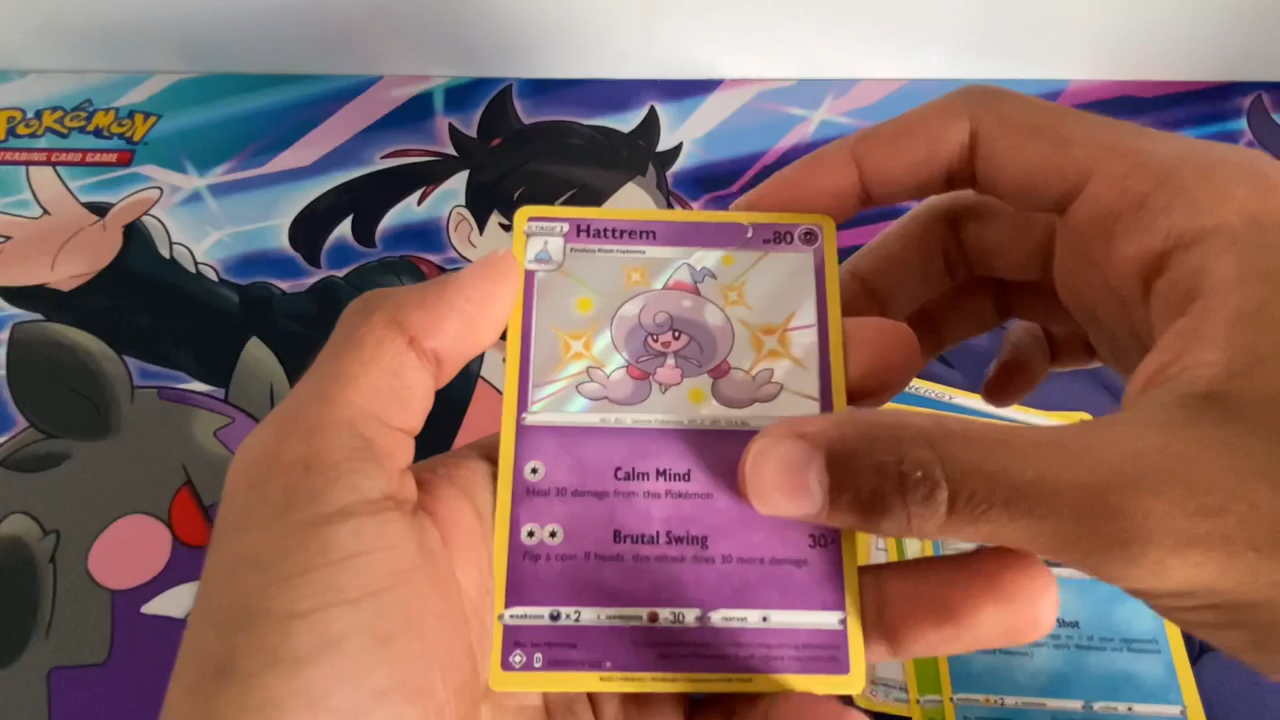 POKÉMON
TRADING CARD GAME
STAGE 1
Hattrem
HP80
Evolves from Hatenna
Calm Mind
Heal 30 damage from this Pokémon.
Brutal Swing
30+
Flip a coin. If heads, this attack does 30 more damage.
weakness
×2
resistance
-30
retreat
D
ENERGY
Shot
×2